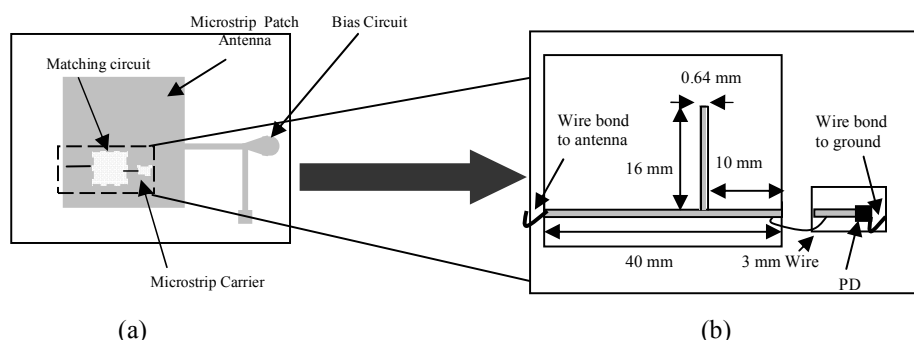 Microstrip Patch
Antenna
Bias Circuit
Matching circuit
Microstrip Carrier
(a)
0.64 mm
Wire bond
to antenna
16 mm
10 mm
Wire bond
to ground
40 mm
3 mm Wire
PD
(b)